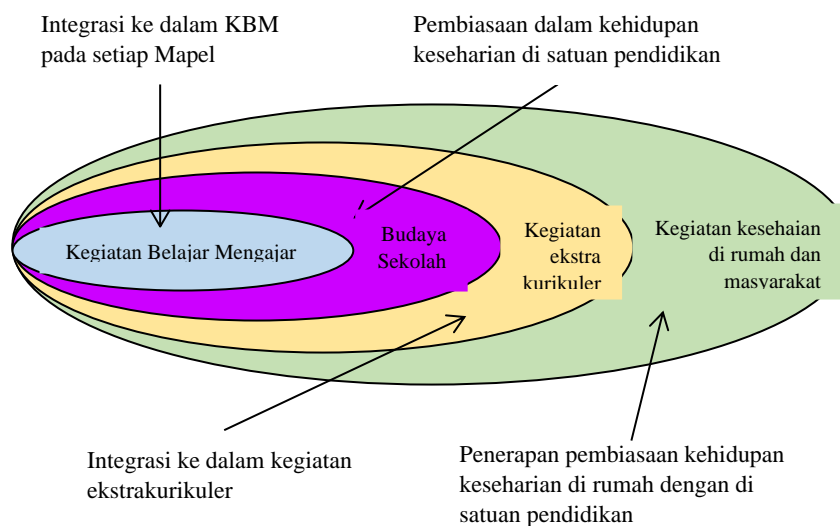 Integrasi ke dalam KBM
pada setiap Mapel
Pembiasaan dalam kehidupan
keseharian di satuan pendidikan
Kegiatan Belajar Mengajar
Budaya
Sekolah
Kegiatan
ekstra
kurikuler
Kegiatan kesehaian
di rumah dan
masyarakat
Integrasi ke dalam kegiatan
ekstrakurikuler
Penerapan pembiasaan kehidupan
keseharian di rumah dengan di
satuan pendidikan